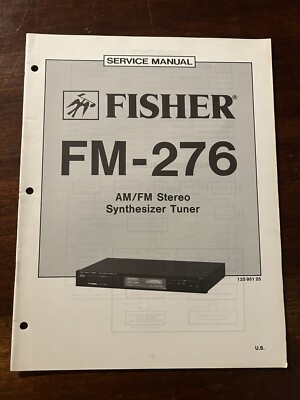 SERVICE MANUAL
FISHER®
FM-276
AM/FM Stereo
Synthesizer Tuner
U.S.